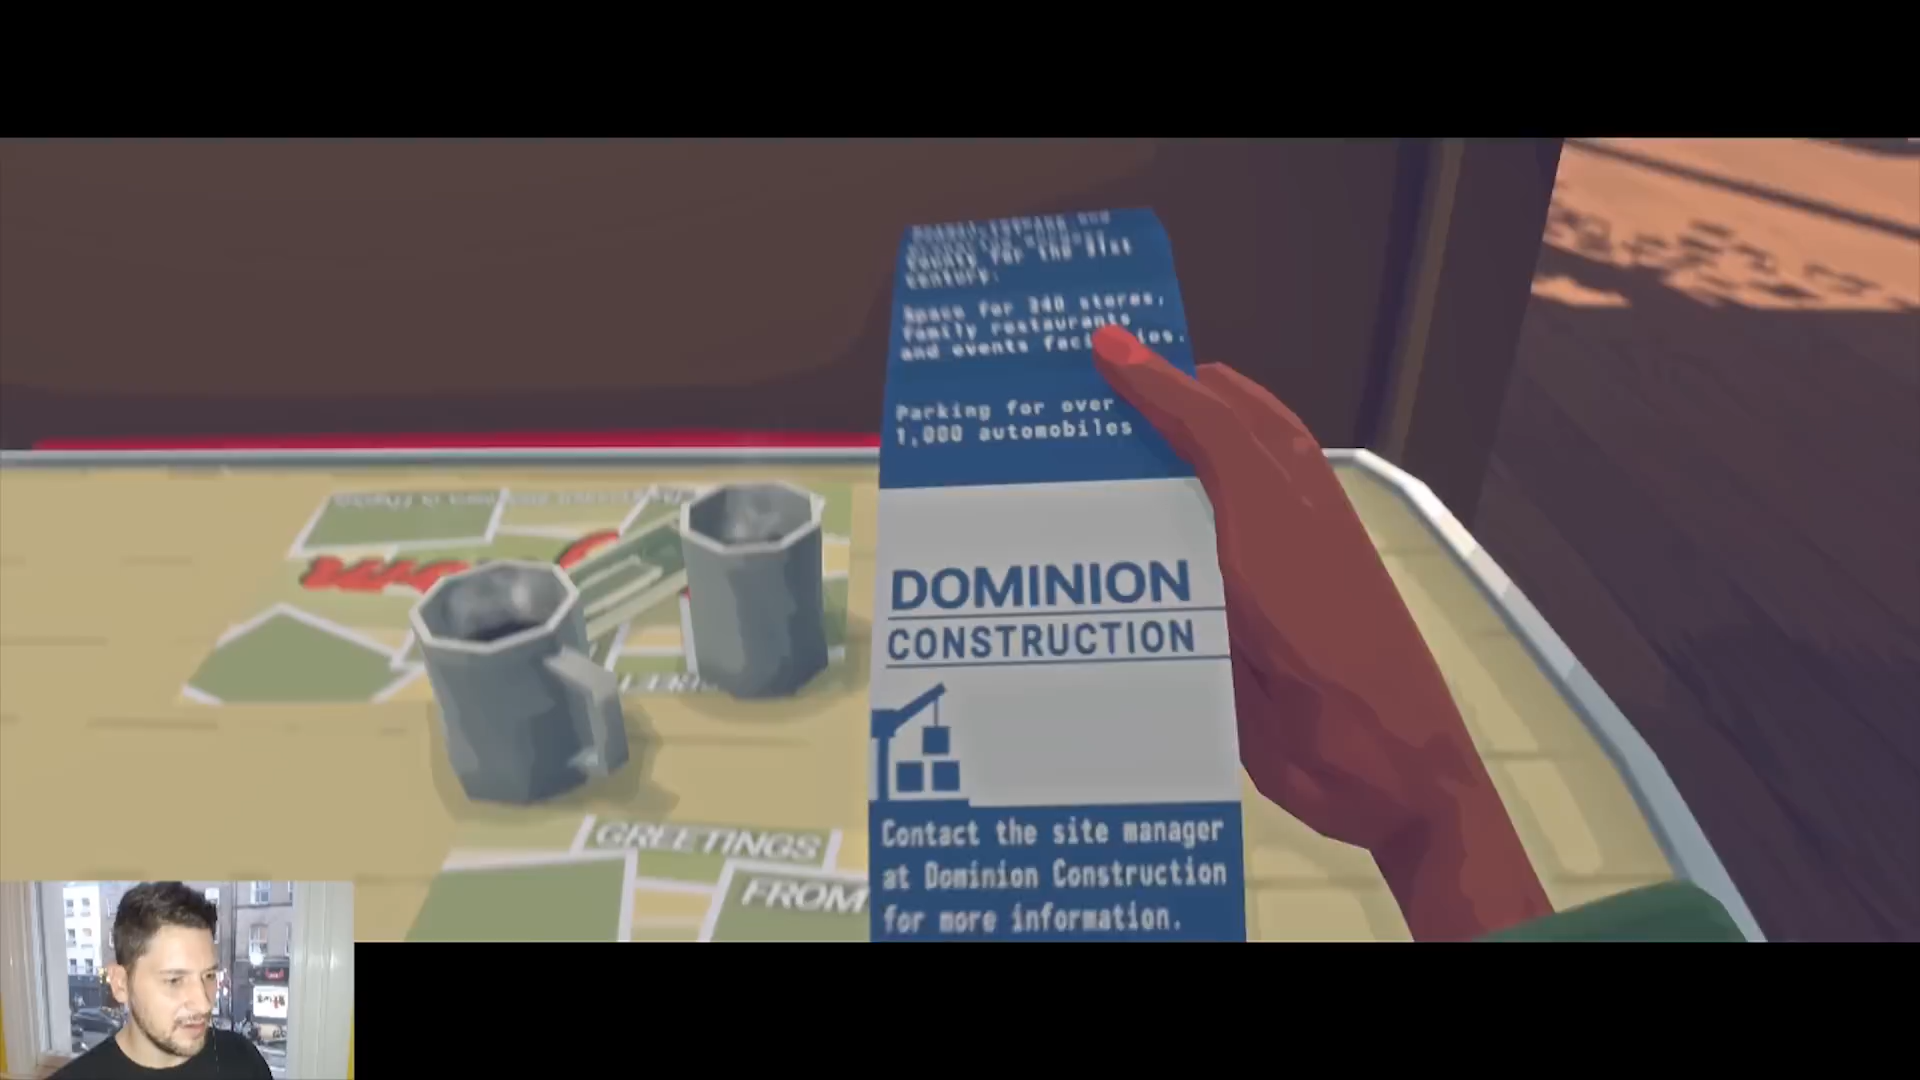 County for the 21st
century.
Space for 240 stores,
family restaurants
and events
Parking for over
1,000 automobiles
DOMINION
CONSTRUCTION
Contact the site manager
at Dominion Construction
for more information.
GREETINGS
FROM